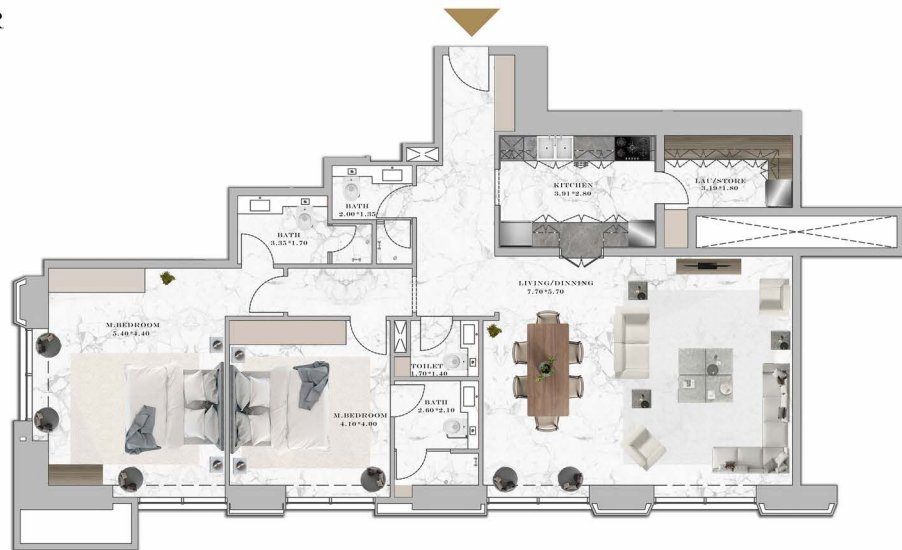 KITCHEN
3.91*2.80
LAU/STORE
3.19*1.80
BATH
2.00*1.35
BATH
3.35*1.70
LIVING/DINNING
7.70*5.70
M.BEDROOM
5.40*4.40
TOILET
1.70*1.40
BATH
2.60*2.10
M.BEDROOM
4.10*4.00